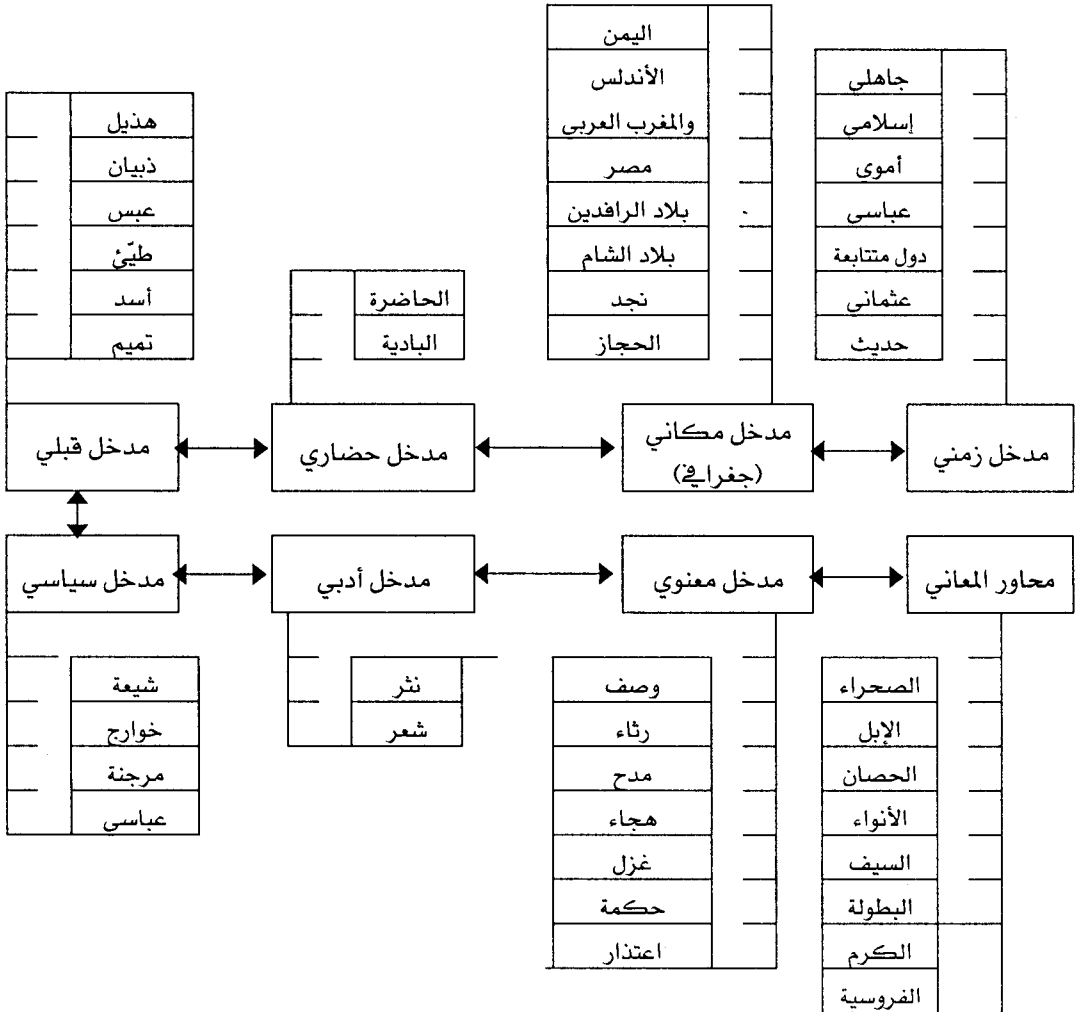 جاهلي
إسلامي
أموي
عباسي
دول متتابعة
عثماني
حديث
اليمن
الأندلس
والمغرب العربي
مصر
بلاد الرافدين
بلاد الشام
نجد
الحجاز
الحاضرة
البادية
هذيل
ذبيان
عبس
طيّئ
أسد
تميم
مدخل زمني
مدخل مكاني
(جغرافي)
مدخل حضاري
مدخل قبلي
محاور المعاني
مدخل معنوي
مدخل أدبي
مدخل سياسي
الصحراء
الإبل
الحصان
الأنواء
السيف
البطولة
الكرم
الفروسية
وصف
رثاء
مدح
هجاء
غزل
حكمة
اعتذار
نثر
شعر
شيعة
خوارج
مرجنة
عباسي